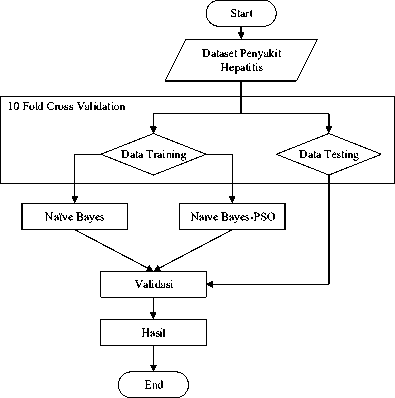 Start
Dataset Penyakit
Hepatitis
10 Fold Cross Validation
Data Training
Data Testing
Naïve Bayes
Naïve Bayes-PSO
Validasi
Hasil
End